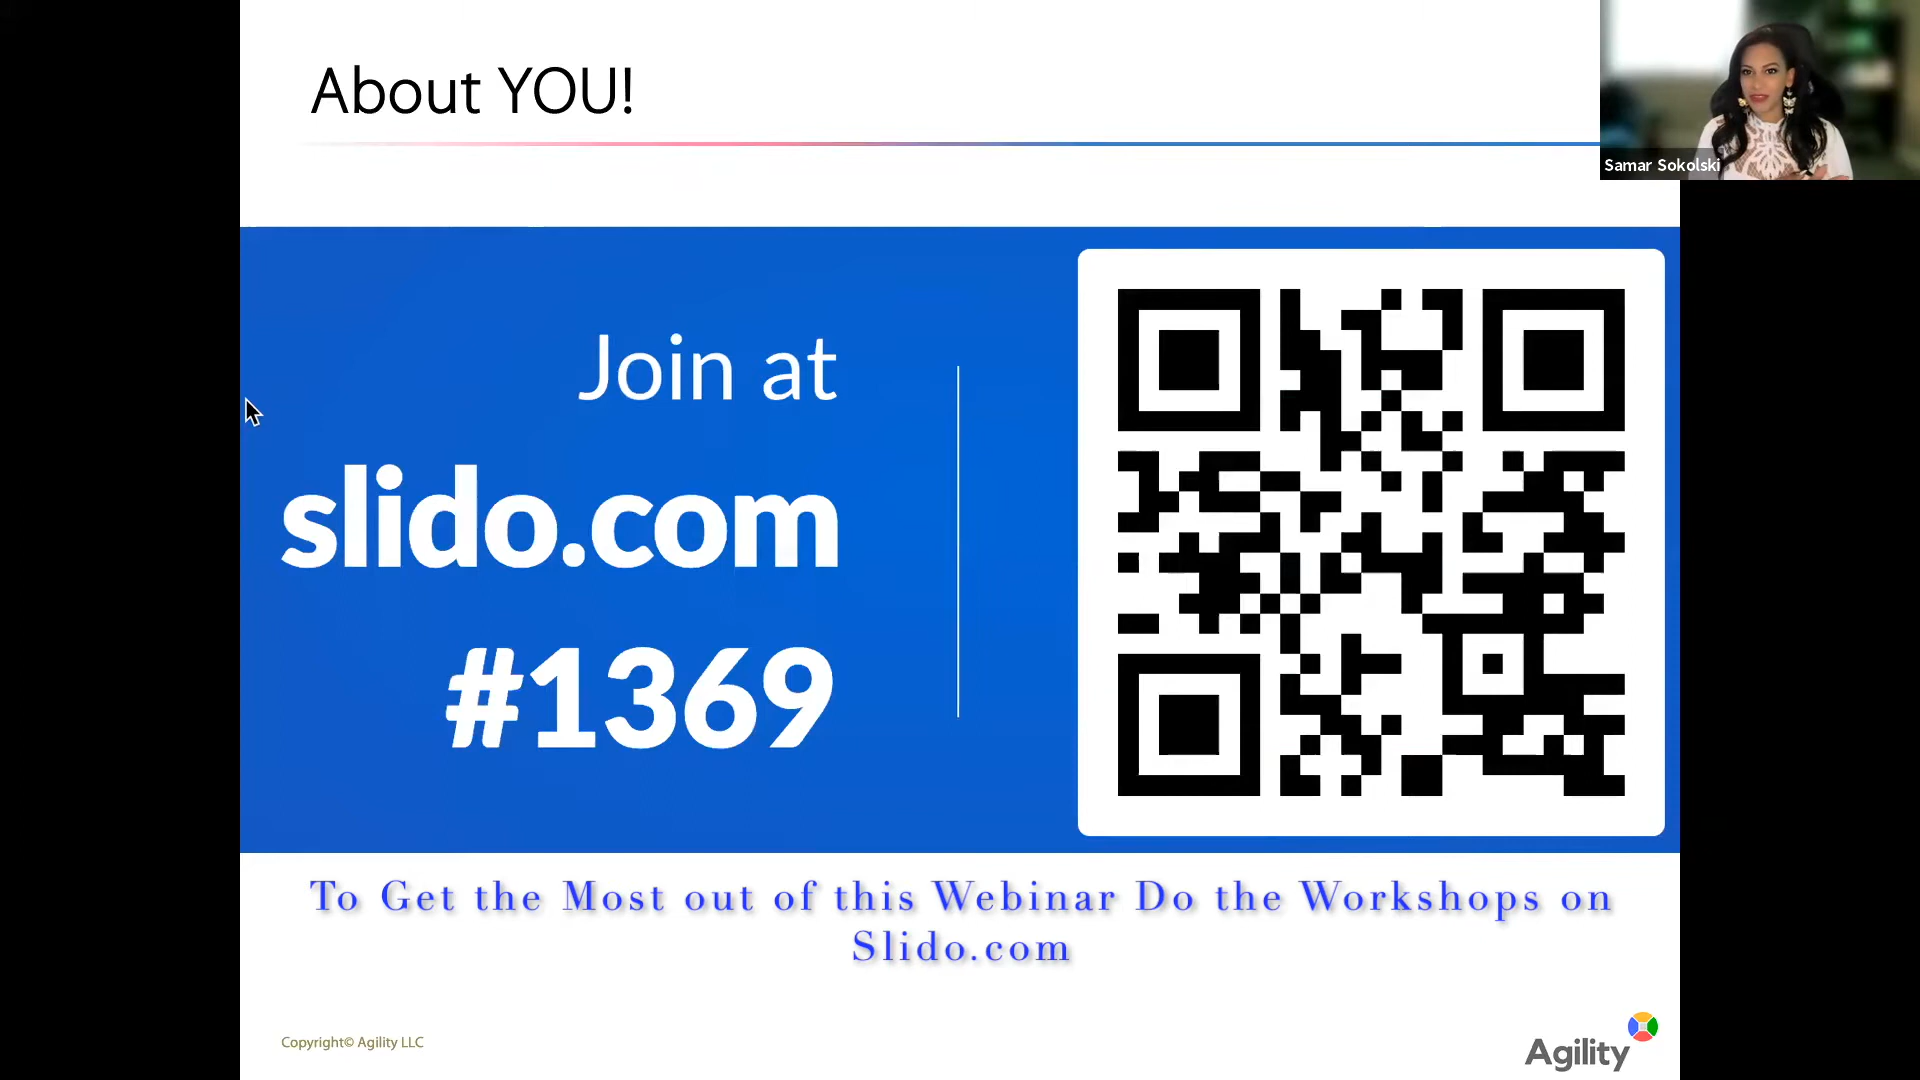 About YOU!
Samar Sokolski
Join at
slido.com
#1369
To Get the Most out of this Webinar Do the Workshops on
Slido.com
Copyright© Agility LLC
Agility